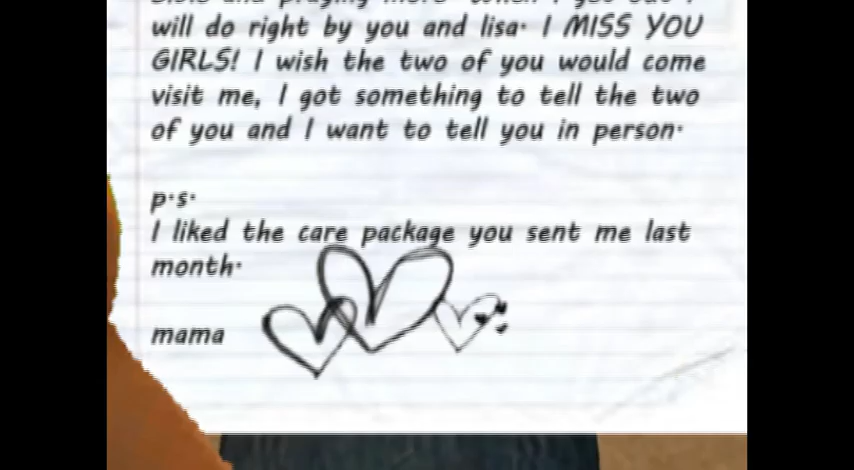 will do right by you and lisa. I MISS YOU
GIRLS! I wish the two of you would come
visit me, I got something to tell the two
of you and I want to tell you in person.
p.s.
I liked the care package you sent me last
month.
mama